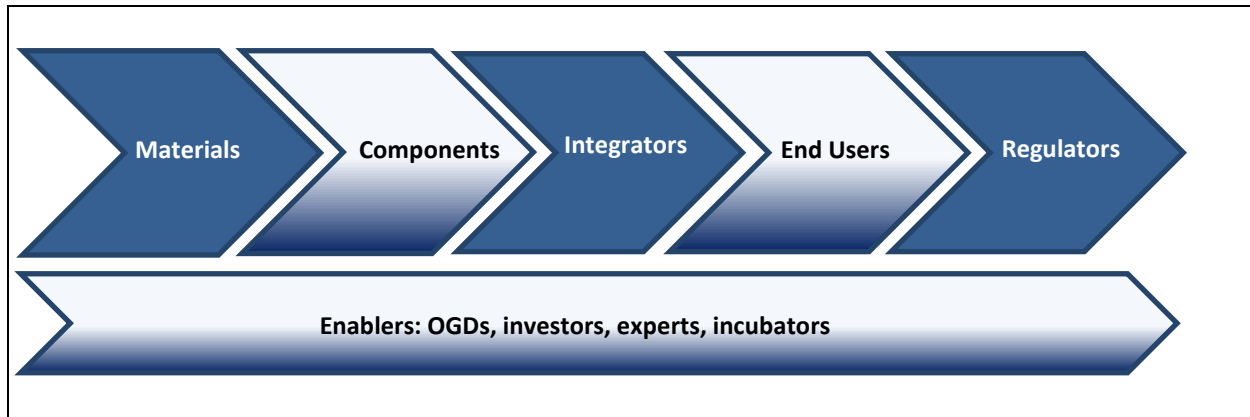 Materials
Components
Integrators
End Users
Regulators
Enablers: OGDs, investors, experts, incubators